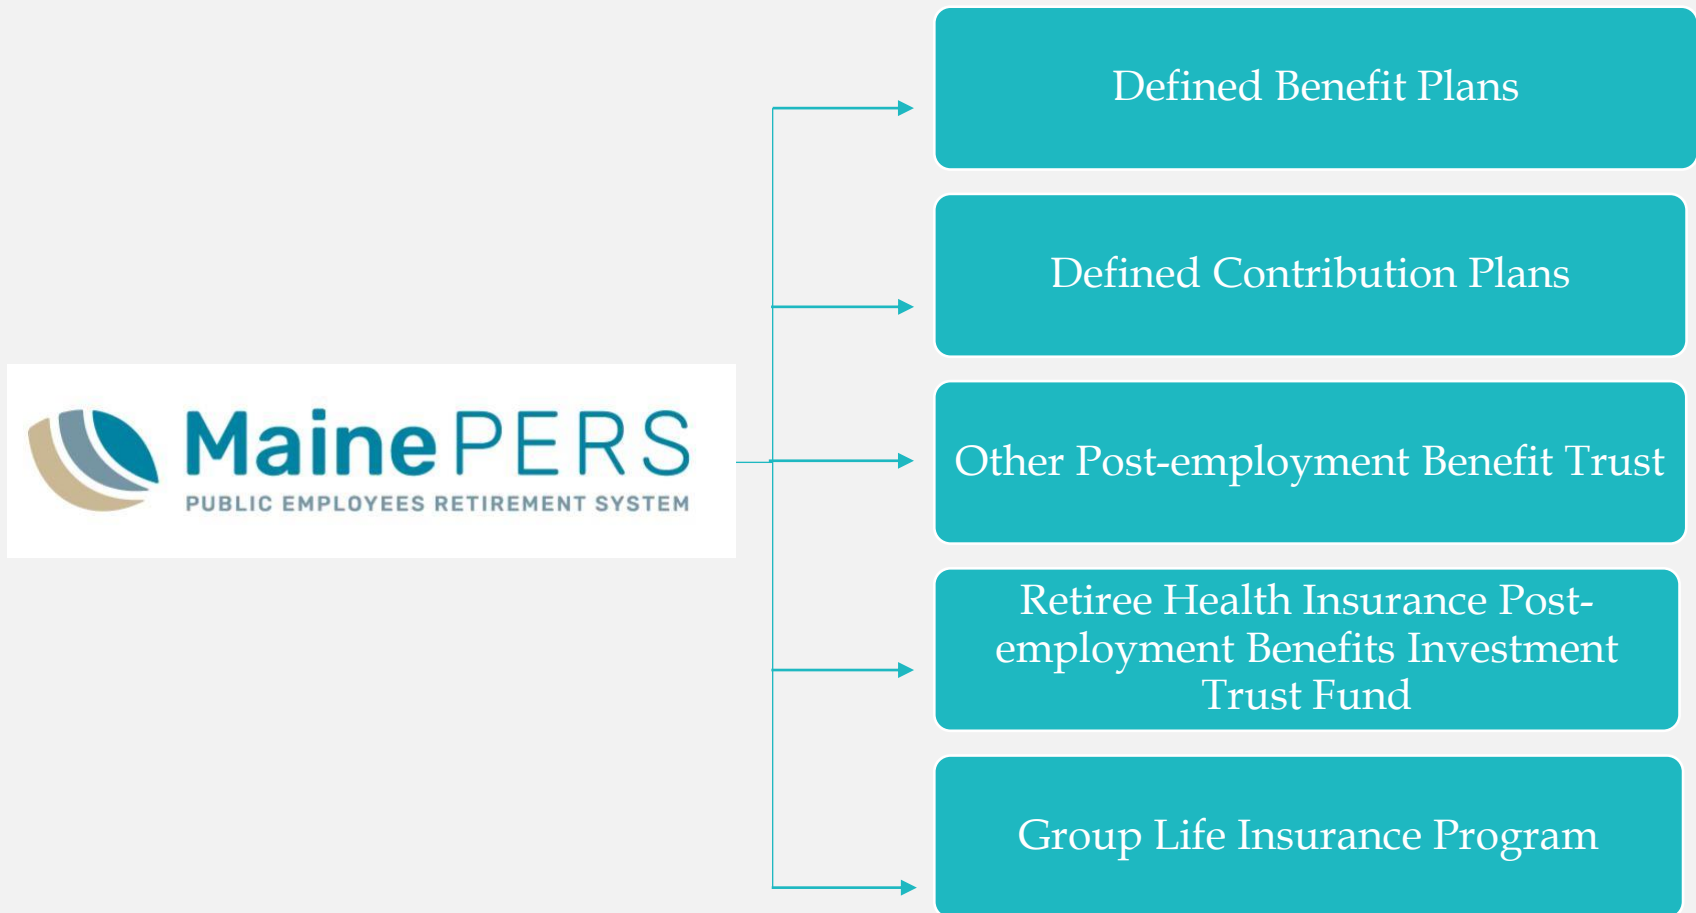 Defined Benefit Plans
Defined Contribution Plans
MainePERS
PUBLIC EMPLOYEES RETIREMENT SYSTEM
Other Post-employment Benefit Trust
Retiree Health Insurance Post-
employment Benefits Investment
Trust Fund
Group Life Insurance Program